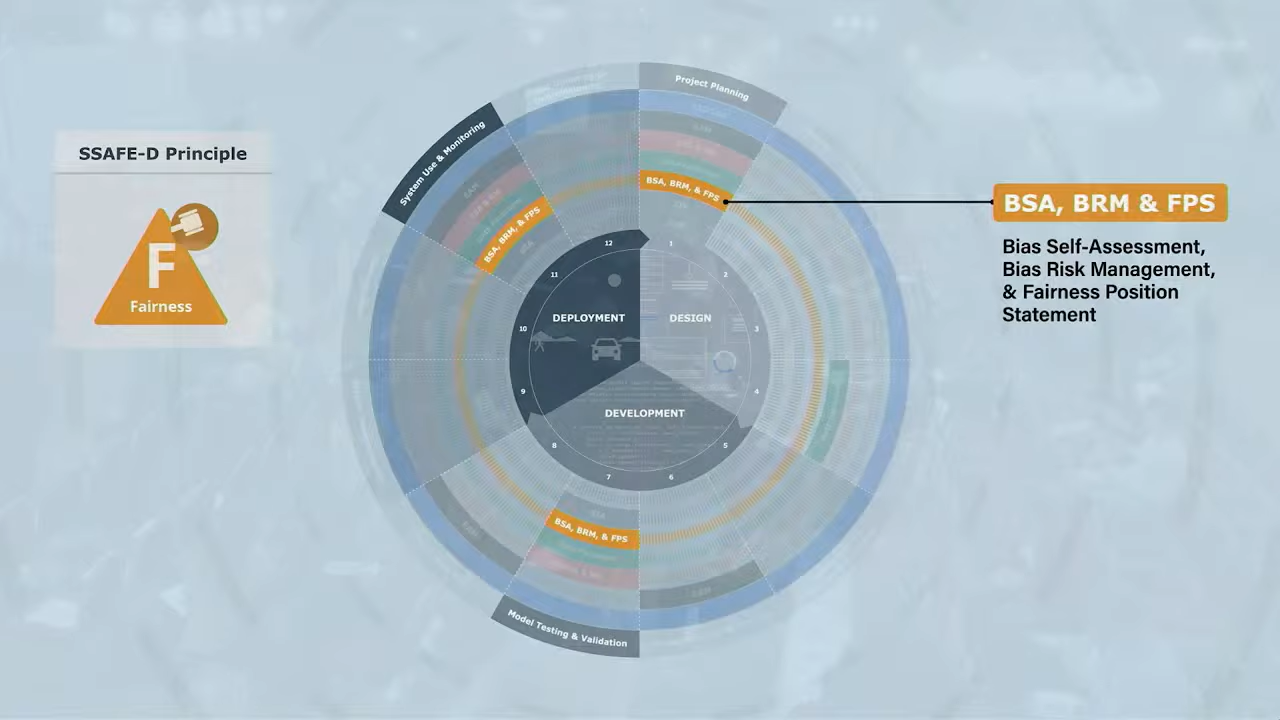 SSAFE-D Principle
F
Fairness
Project Planning
System Use & Monitoring
BSA, BRM, & FPS
BSA, BRM, & FPS
BSA, BRM & FPS
Bias Self-Assessment,
Bias Risk Management,
& Fairness Position
Statement
12
1
11
2
DEPLOYMENT
DESIGN
10
3
9
4
DEVELOPMENT
8
5
7
6
BSA, BRM, & FPS
Model Testing & Validation